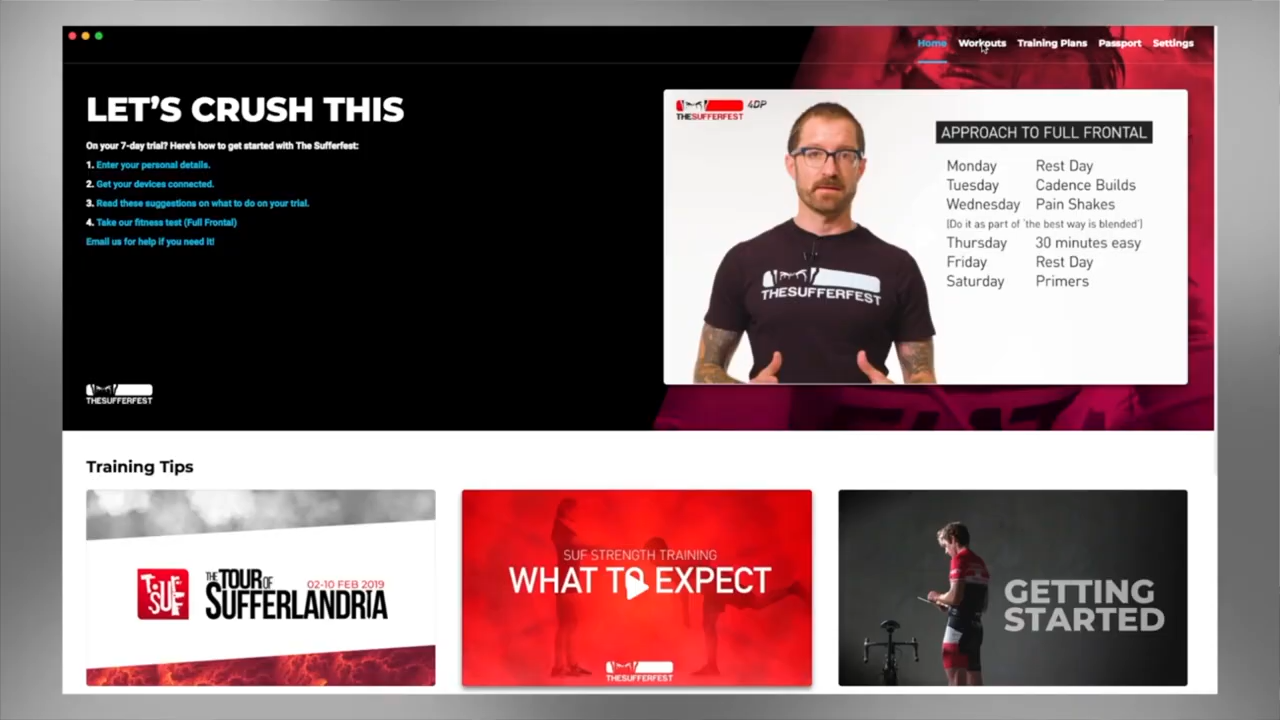 Home Workouts Training Plans Passport Settings
LET'S CRUSH THIS
On your 7-day trial? Here's how to get started with The Sufferfest:
1. Enter your personal details.
2. Get your devices connected.
3. Read these suggestions on what to do on your trial.
4. Take our fitness test (Full Frontal)
Email us for help if you need it!
THESUFFERFEST
THESUFFERFEST 4DP
THESUFFERFEST
APPROACH TO FULL FRONTAL
Monday Rest Day
Tuesday Cadence Builds
Wednesday Pain Shakes
(Do it as part of 'the best way is blended')
Thursday 30 minutes easy
Friday Rest Day
Saturday Primers
Training Tips
T·SUF
THE TOUR OF
02-10 FEB 2019
SUFFERLANDRIA
SUF STRENGTH TRAINING
WHAT TO EXPECT
THESUFFERFEST
GETTING
STARTED